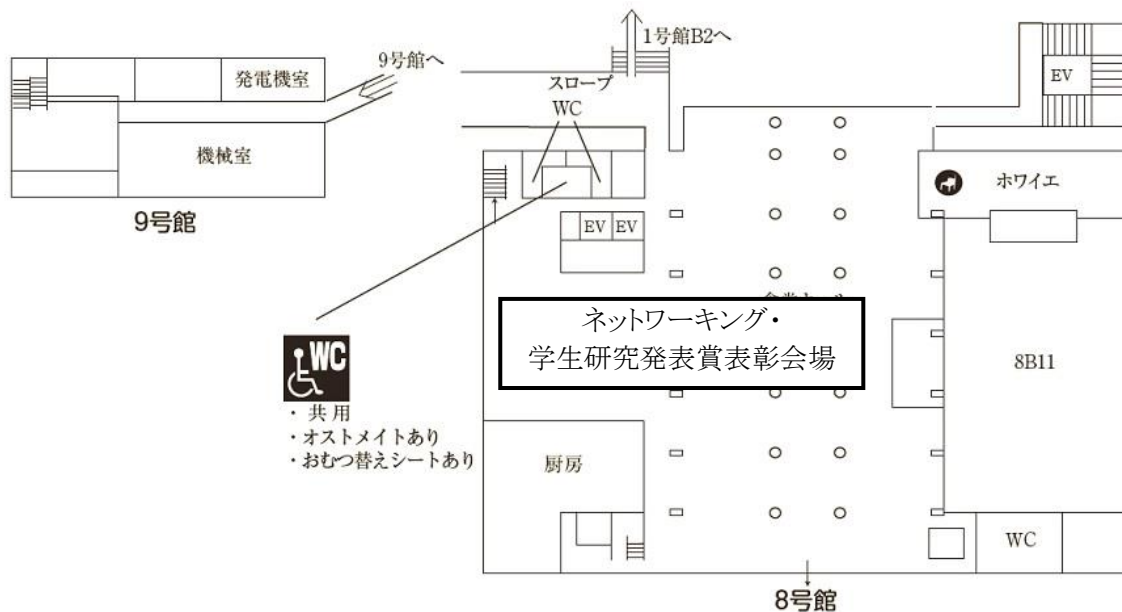 1号館B2へ
9号館へ
スロープ
WC
EV
発電機室
機械室
9号館
ホワイエ
EV EV
ネットワーキング・
学生研究発表賞表彰会場
8B11
WC
・ 共用
・オストメイトあり
・おむつ替えシートあり
厨房
WC
8号館